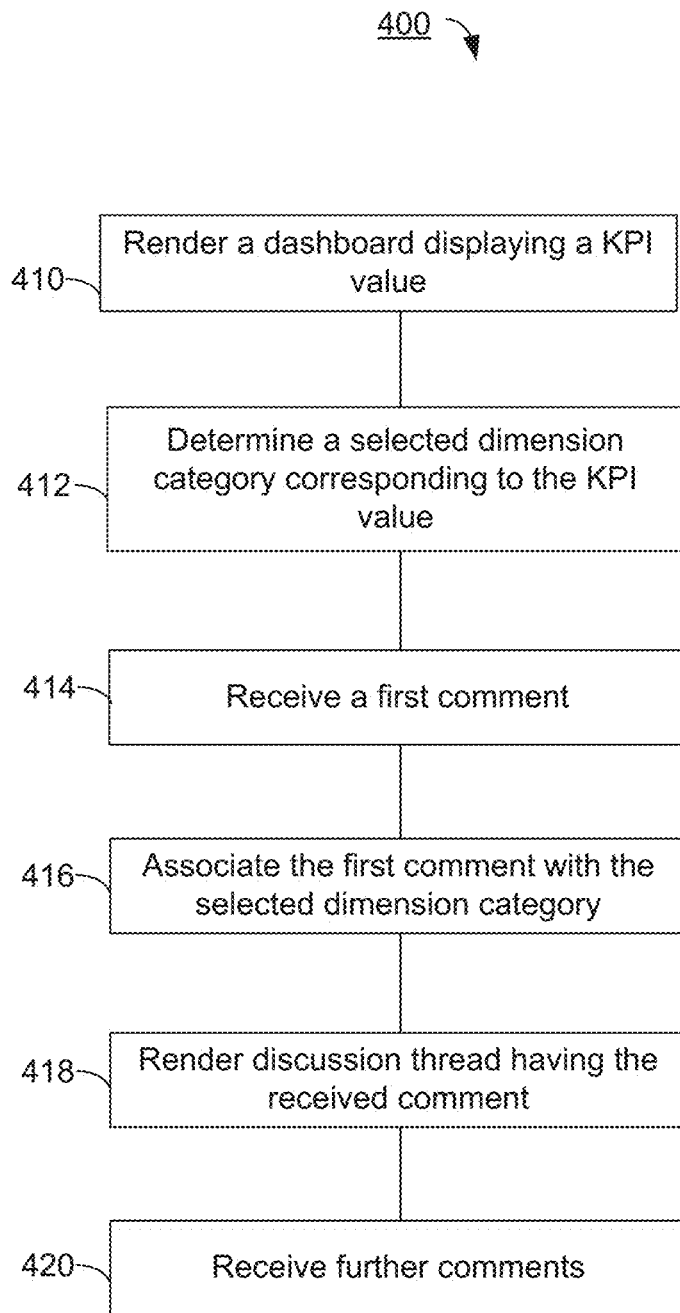 400
Render a dashboard displaying a KPI
value
410
Determine a selected dimension
category corresponding to the KPI
value
412
414
Receive a first comment
416
Associate the first comment with the
selected dimension category
418
Render discussion thread having the
received comment
420
Receive further comments